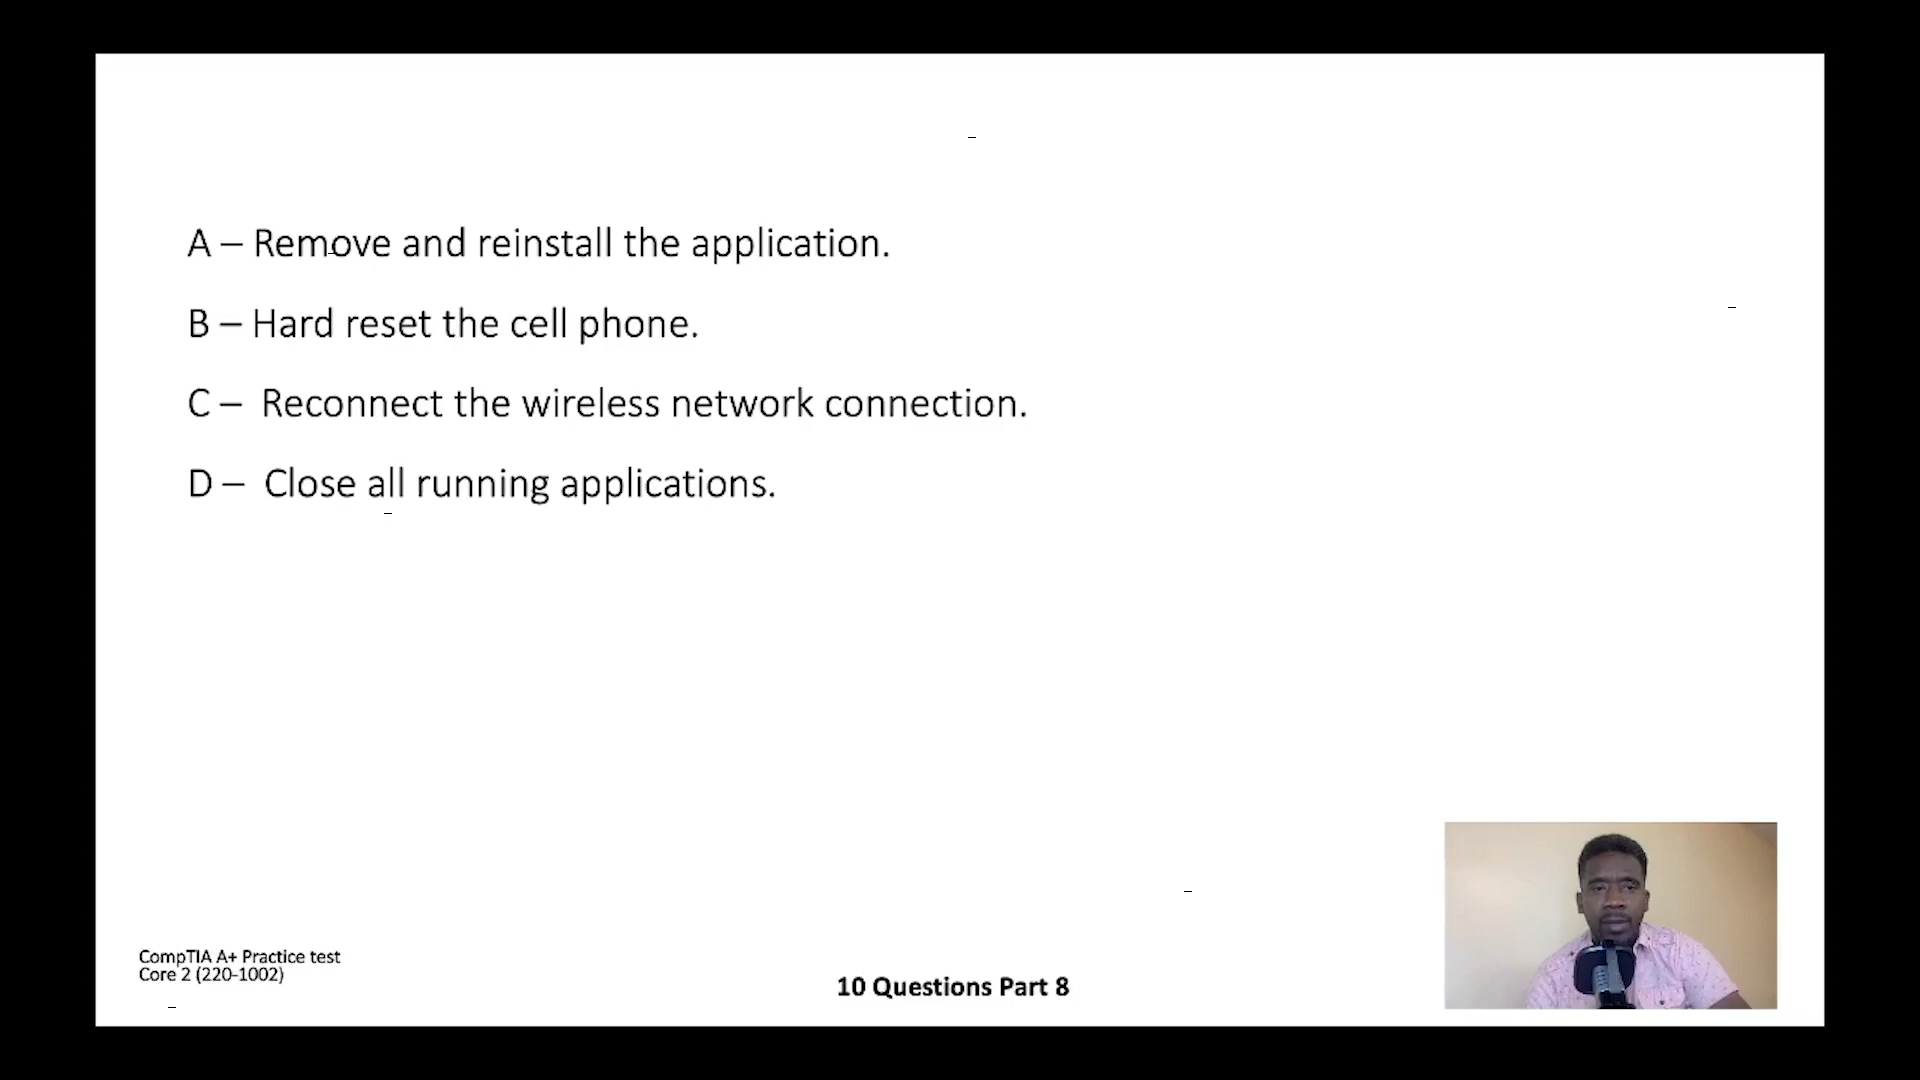 A – Remove and reinstall the application.
B – Hard reset the cell phone.
C – Reconnect the wireless network connection.
D – Close all running applications.
CompTIA A+ Practice test
Core 2 (220-1002)
10 Questions Part 8